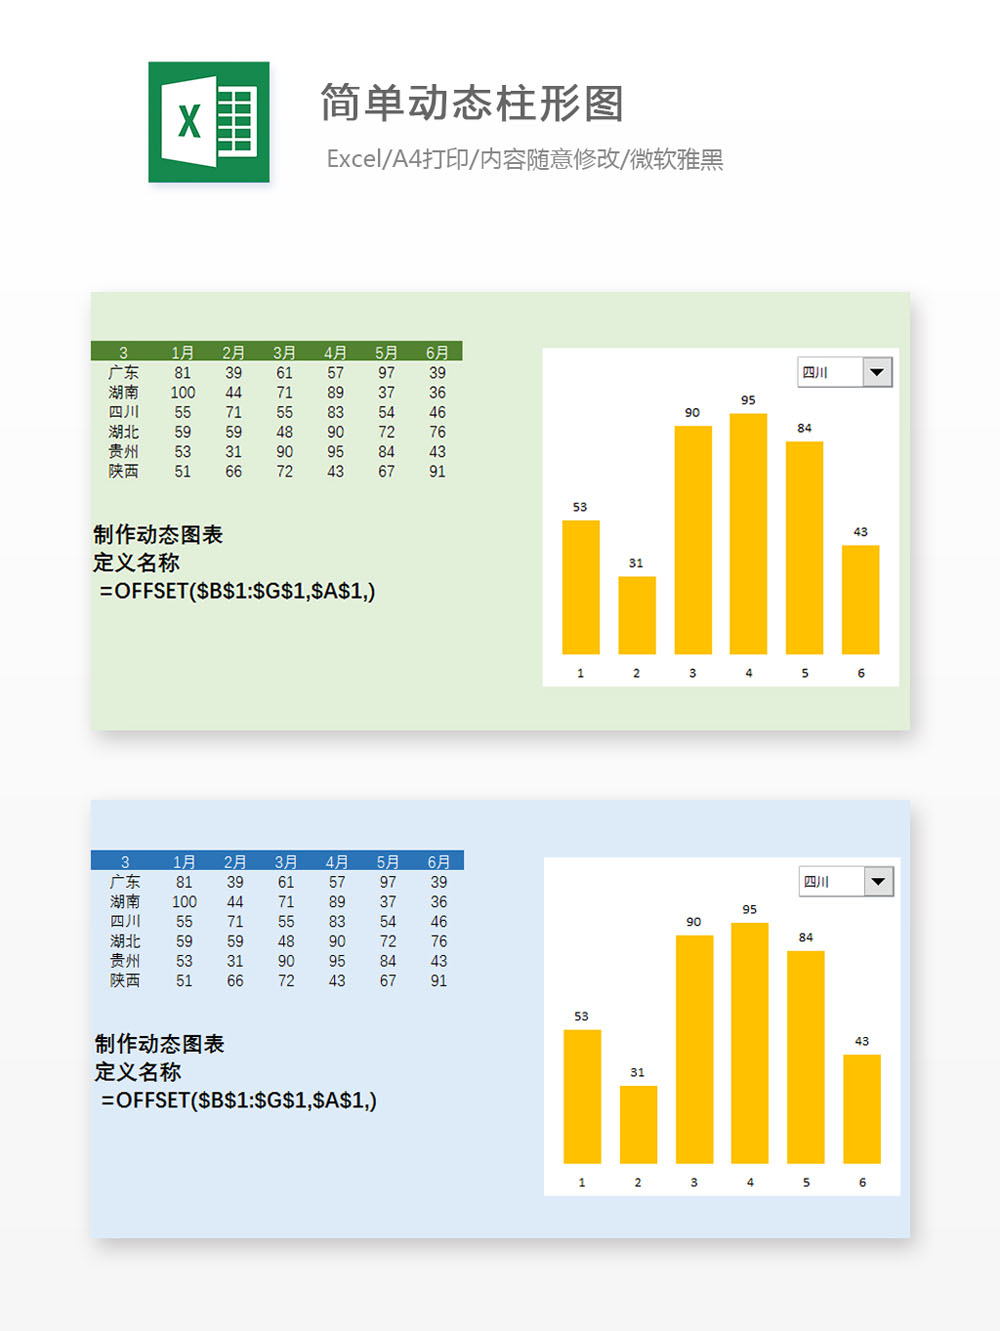 X
简单动态柱形图
Excel/A4打印/内容随意修改/微软雅黑
3 1月 2月 3月 4月 5月 6月
广东 81 39 61 57 97 39
湖南 100 44 71 89 37 36
四川 55 71 55 83 54 46
湖北 59 59 48 90 72 76
贵州 53 31 90 95 84 43
陕西 51 66 72 43 67 91
制作动态图表
定义名称
=OFFSET($B$1:$G$1,$A$1,)
四川
53 31 90 95 84 43
1 2 3 4 5 6
3 1月 2月 3月 4月 5月 6月
广东 81 39 61 57 97 39
湖南 100 44 71 89 37 36
四川 55 71 55 83 54 46
湖北 59 59 48 90 72 76
贵州 53 31 90 95 84 43
陕西 51 66 72 43 67 91
制作动态图表
定义名称
=OFFSET($B$1:$G$1,$A$1,)
四川
53 31 90 95 84 43
1 2 3 4 5 6